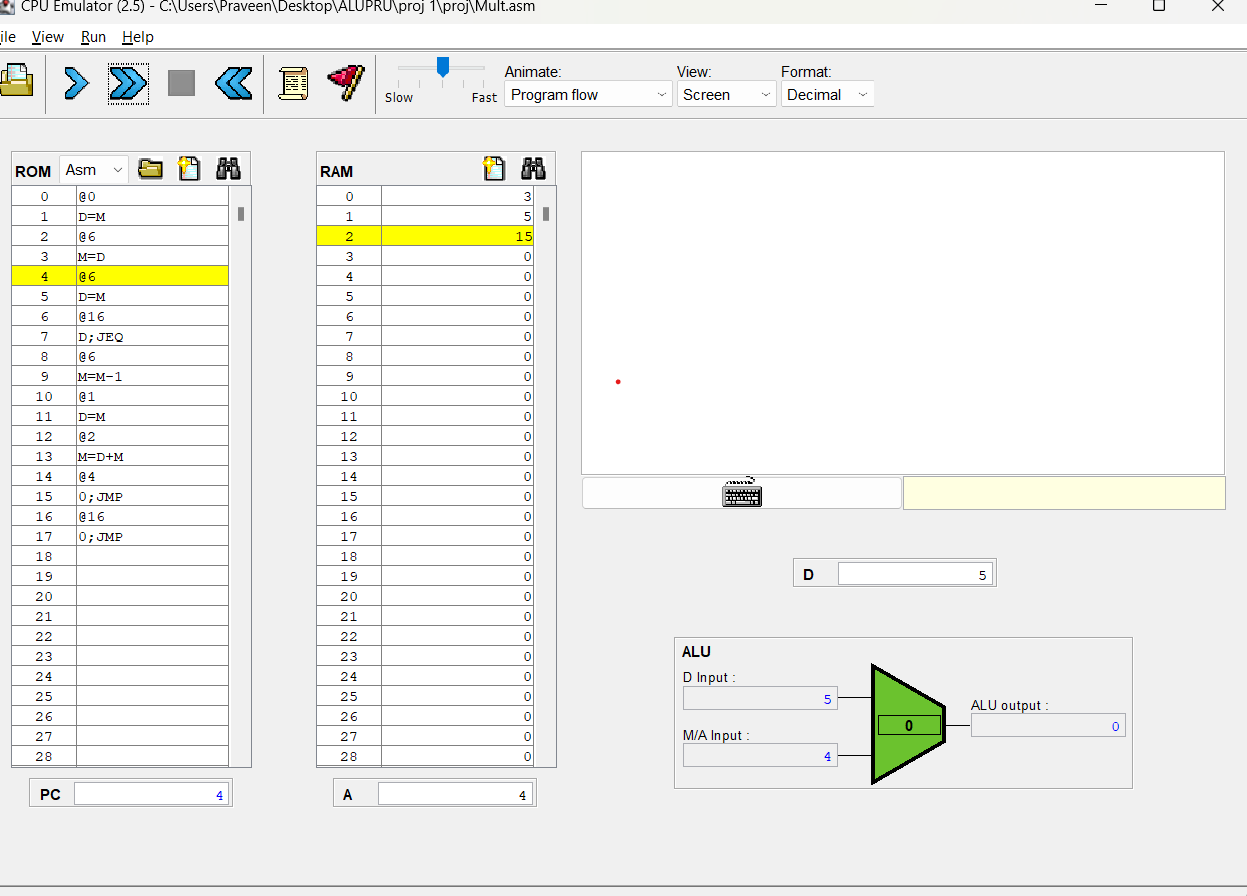 CPU Emulator (2.5) - C:\Users\Praveen\Desktop\ALUPRU\proj 1\proj\Mult.asm
ile View Run Help
Animate: View: Format:
Slow Fast Program flow Screen Decimal
ROM Asm
0 @0
1 D=M
2 @6
3 M=D
4 @6
5 D=M
6 @16
7 D;JEQ
8 @6
9 M=M-1
10 @1
11 D=M
12 @2
13 M=D+M
14 @4
15 0;JMP
16 @16
17 0;JMP
18
19
20
21
22
23
24
25
26
27
28
PC 4
RAM
0 3
1 5
2 15
3 0
4 0
5 0
6 0
7 0
8 0
9 0
10 0
11 0
12 0
13 0
14 0
15 0
16 0
17 0
18 0
19 0
20 0
21 0
22 0
23 0
24 0
25 0
26 0
27 0
28 0
A 4
D 5
ALU
D Input :
5
M/A Input :
4
0
ALU output :
0